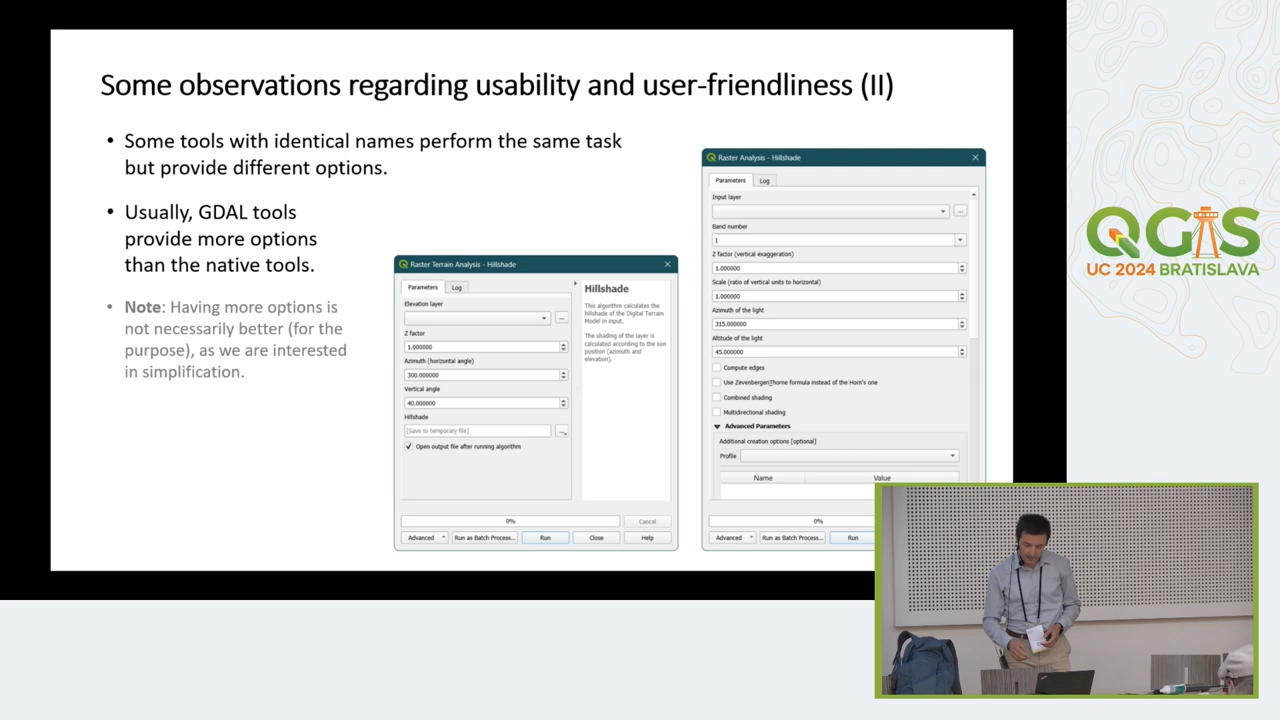 Some observations regarding usability and user-friendliness (II)
• Some tools with identical names perform the same task
but provide different options.
• Usually, GDAL tools
provide more options
than the native tools.
• Note: Having more options is
not necessarily better (for the
purpose), as we are interested
in simplification.
Raster Terrain Analysis - Hillshade
Parameters Log
Elevation layer
Z factor
1.000000
Azimuth (horizontal angle)
300.000000
Vertical angle
40.000000
Hillshade
[Save to temporary file]
Open output file after running algorithm
Hillshade
This algorithm calculates the
hillshade of the Digital Terrain
Model in input.
The shading of the layer is
calculated according to the sun
position (azimuth and
elevation).
0%
Cancel
Advanced Run as Batch Process... Run Close Help
Raster Analysis - Hillshade
Parameters Log
Input layer
Band number
1
Z factor (vertical exaggeration)
1.000000
Scale (ratio of vertical units to horizontal)
1.000000
Azimuth of the light
315.000000
Altitude of the light
45.000000
Compute edges
Use Zevenbergen&Thorne formula instead of the Horn's one
Combined shading
Multidirectional shading
Advanced Parameters
Additional creation options [optional]
Profile
Name Value
0%
Advanced Run as Batch Process... Run
QGIS
UC 2024 BRATISLAVA